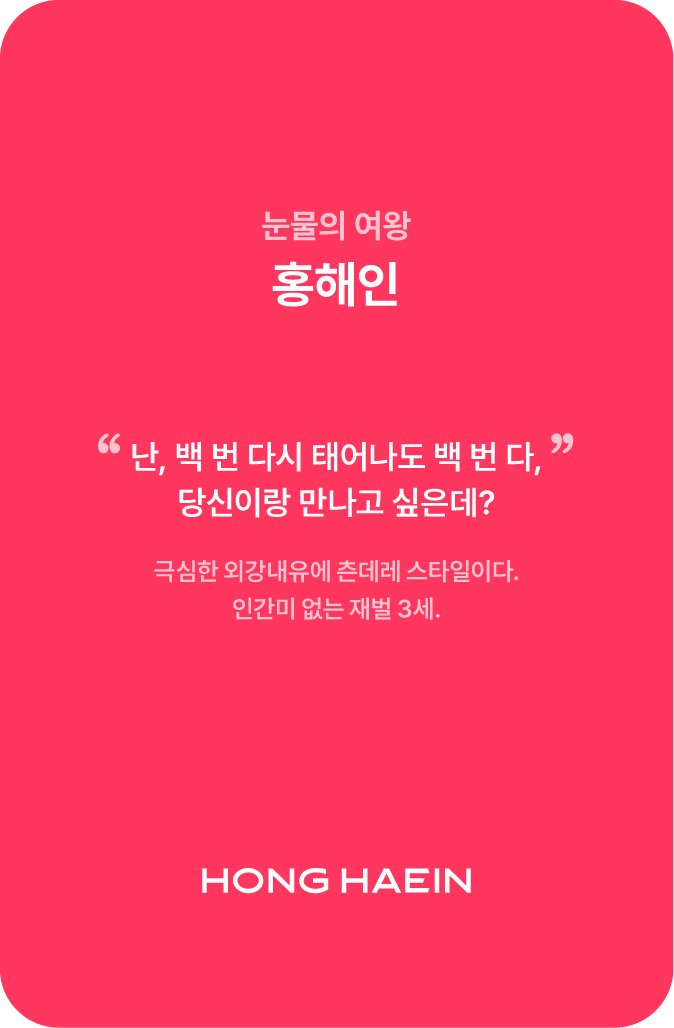 눈물의 여왕
홍해인
“ 난, 백 번 다시 태어나도 백 번 다, ”
당신이랑 만나고 싶은데?
극심한 외강내유에 츤데레 스타일이다.
인간미 없는 재벌 3세.
HONG HAEIN